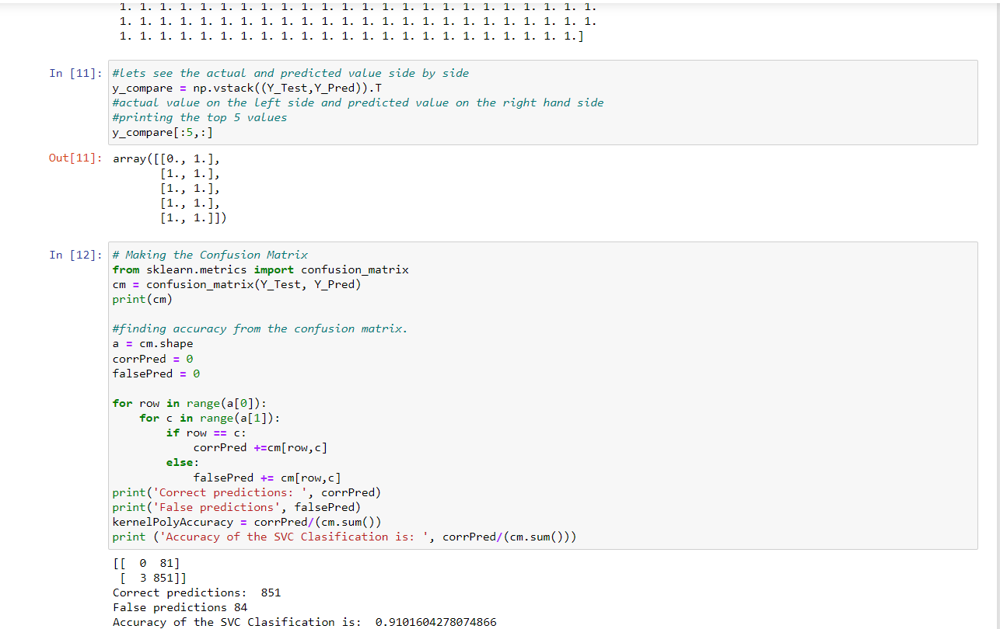 1. 1. 1. 1. 1. 1. 1. 1. 1. 1. 1. 1. 1. 1. 1. 1. 1. 1. 1. 1. 1. 1. 1. 1.
1. 1. 1. 1. 1. 1. 1. 1. 1. 1. 1. 1. 1. 1. 1. 1. 1. 1. 1. 1. 1. 1. 1. 1.
1. 1. 1. 1. 1. 1. 1. 1. 1. 1. 1. 1. 1. 1. 1. 1. 1. 1. 1. 1. 1. 1. 1.]
In [11]: #lets see the actual and predicted value side by side
y_compare = np.vstack((Y_Test,Y_Pred)).T
#actual value on the left side and predicted value on the right hand side
#printing the top 5 values
y_compare[:5,:]
Out[11]: array([[0., 1.],
[1., 1.],
[1., 1.],
[1., 1.],
[1., 1.]])
In [12]: # Making the Confusion Matrix
from sklearn.metrics import confusion_matrix
cm = confusion_matrix(Y_Test, Y_Pred)
print(cm)
#finding accuracy from the confusion matrix.
a = cm.shape
corrPred = 0
falsePred = 0
for row in range(a[0]):
for c in range(a[1]):
if row == c:
corrPred +=cm[row,c]
else:
falsePred += cm[row,c]
print('Correct predictions: ', corrPred)
print('False predictions', falsePred)
kernelPolyAccuracy = corrPred/(cm.sum())
print ('Accuracy of the SVC Clasification is: ', corrPred/(cm.sum()))
[[  0  81]
[  3 851]]
Correct predictions:  851
False predictions 84
Accuracy of the SVC Clasification is:  0.9101604278074866